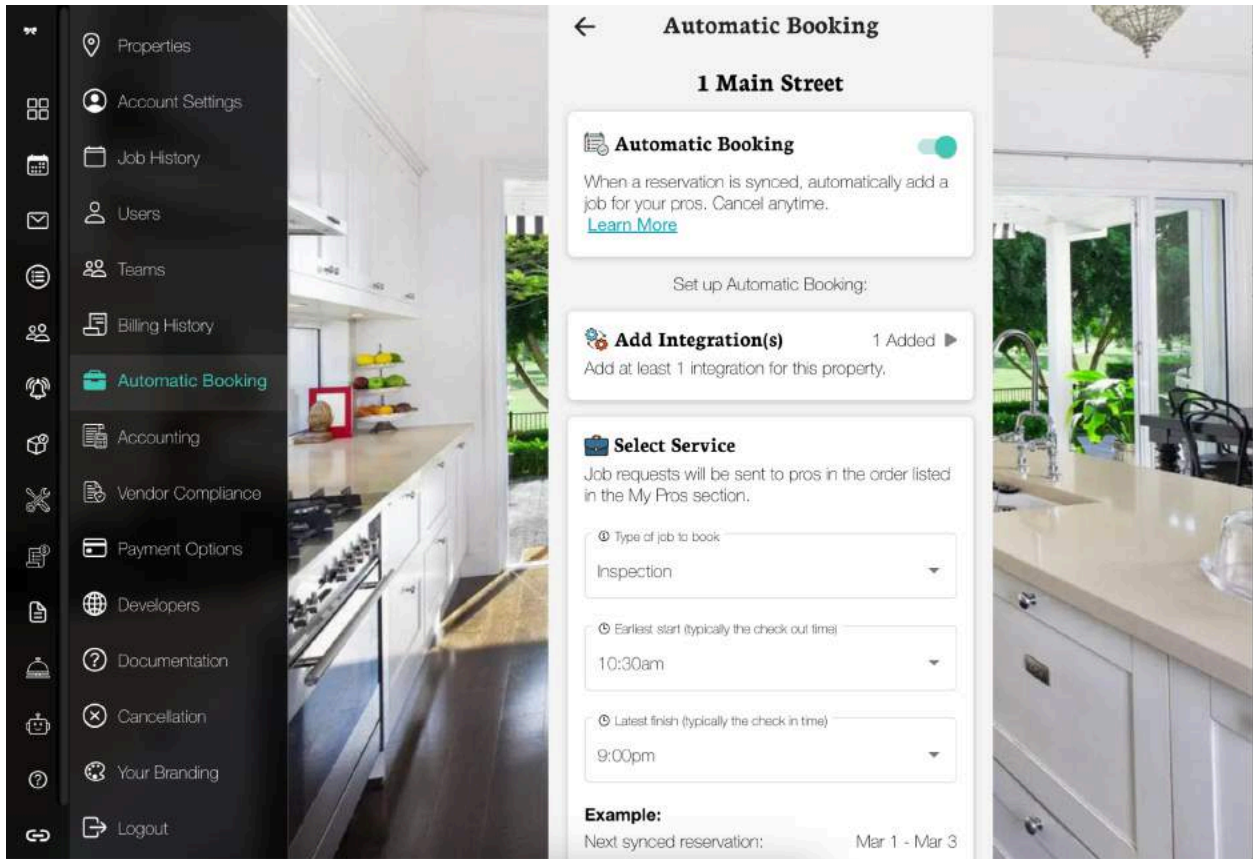 Properties
Account Settings
Job History
Users
Teams
Billing History
Automatic Booking
Accounting
Vendor Compliance
Payment Options
Developers
Documentation
Cancellation
Your Branding
Logout
Automatic Booking
1 Main Street
Automatic Booking
When a reservation is synced, automatically add a
job for your pros. Cancel anytime.
Learn More
Set up Automatic Booking:
Add Integration(s) 1 Added
Add at least 1 integration for this property.
Select Service
Job requests will be sent to pros in the order listed
in the My Pros section.
Type of job to book
Inspection
Earliest start (typically the check out time)
10:30am
Latest finish (typically the check in time)
9:00pm
Example:
Next synced reservation: Mar 1 - Mar 3